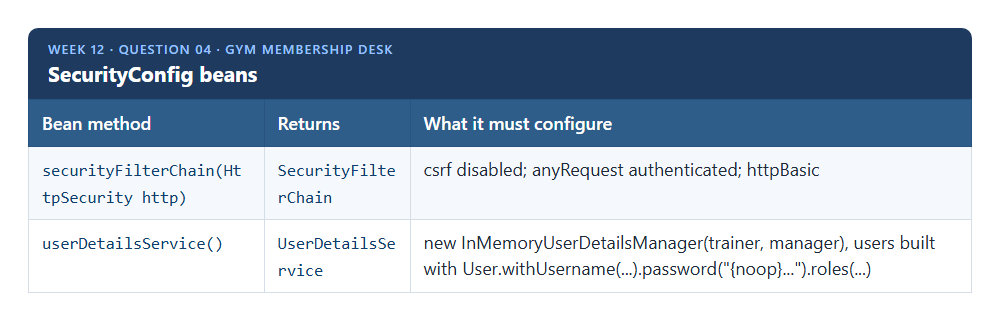 WEEK 12 · QUESTION 04 · GYM MEMBERSHIP DESK
SecurityConfig beans
Bean method Returns What it must configure
securityFilterChain(Ht
tpSecurity http)
SecurityFilte
rChain
csrf disabled; anyRequest authenticated; httpBasic
userDetailsService()
UserDetailsSe
rvice
new InMemoryUserDetailsManager(trainer, manager), users built
with User.withUsername(...).password("{noop}...").roles(...)